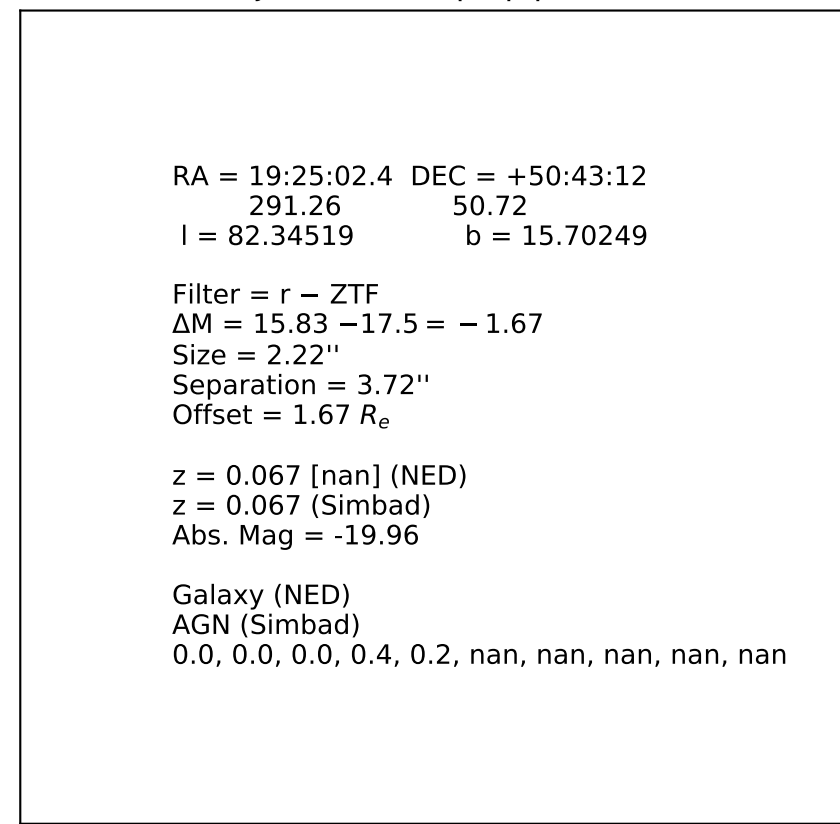 RA = 19:25:02.4 DEC = +50:43:12
291.26 50.72
l = 82.34519 b = 15.70249
Filter = r − ZTF
ΔM = 15.83 −17.5 = − 1.67
Size = 2.22''
Separation = 3.72''
Offset = 1.67 Re
z = 0.067 [nan] (NED)
z = 0.067 (Simbad)
Abs. Mag = -19.96
Galaxy (NED)
AGN (Simbad)
0.0, 0.0, 0.0, 0.4, 0.2, nan, nan, nan, nan, nan